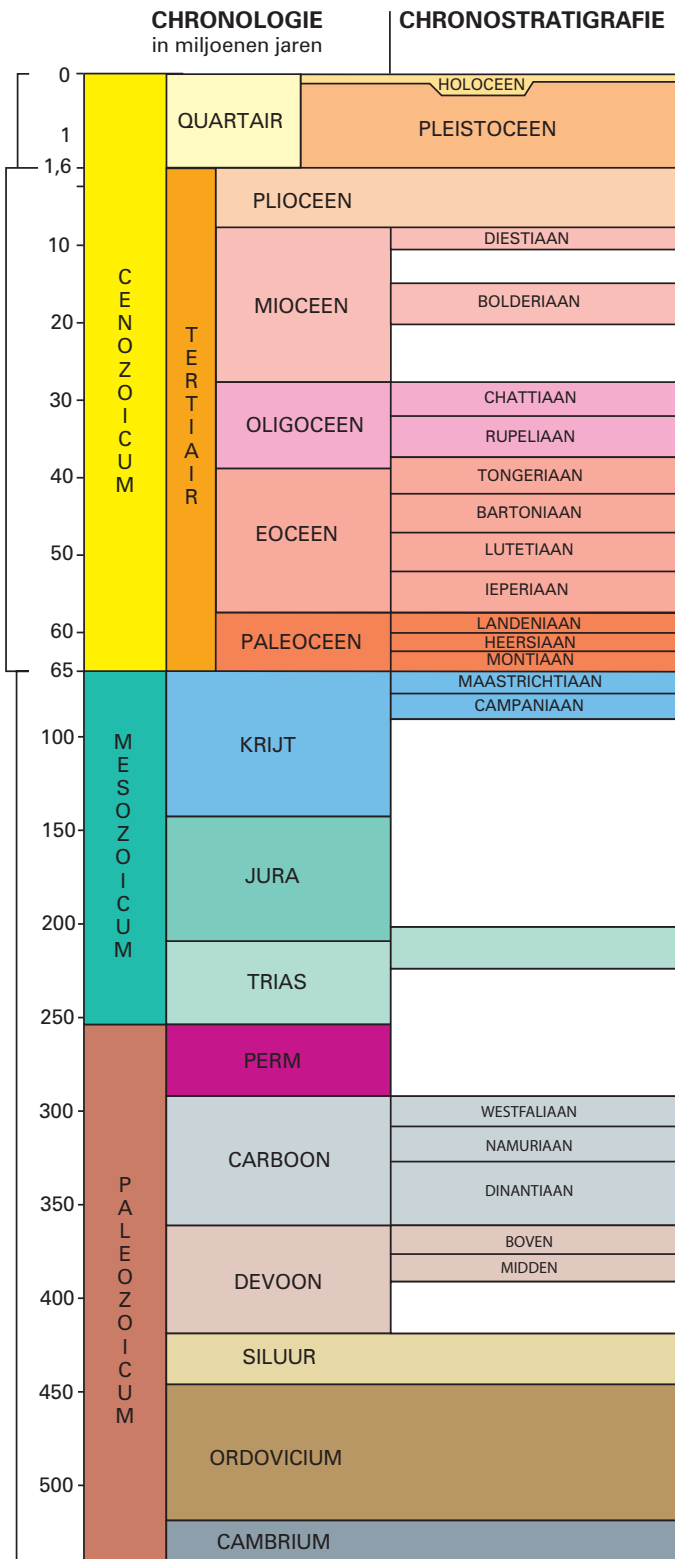 CHRONOLOGIE
in miljoenen jaren
CHRONOSTRATIGRAFIE
0
1
1,6
10
20
30
40
50
60
65
100
150
200
250
300
350
400
450
500
CENOZOICUM
MESOZOICUM
PALEOZOICUM
QUARTAIR
TERTIAIR
HOLOCEEN
PLEISTOCEEN
PLIOCEEN
MIOCEEN
DIESTIAAN
BOLDERIAAN
OLIGOCEEN
CHATTIAAN
RUPELIAAN
EOCEEN
TONGERIAAN
BARTONIAAN
LUTETIAAN
IEPERIAAN
PALEOCEEN
LANDENIAAN
HEERSIAAN
MONTIAAN
KRIJT
MAASTRICHTIAAN
CAMPANIAAN
JURA
TRIAS
PERM
CARBOON
WESTFALIAAN
NAMURIAAN
DINANTIAAN
DEVOON
BOVEN
MIDDEN
SILUUR
ORDOVICIUM
CAMBRIUM